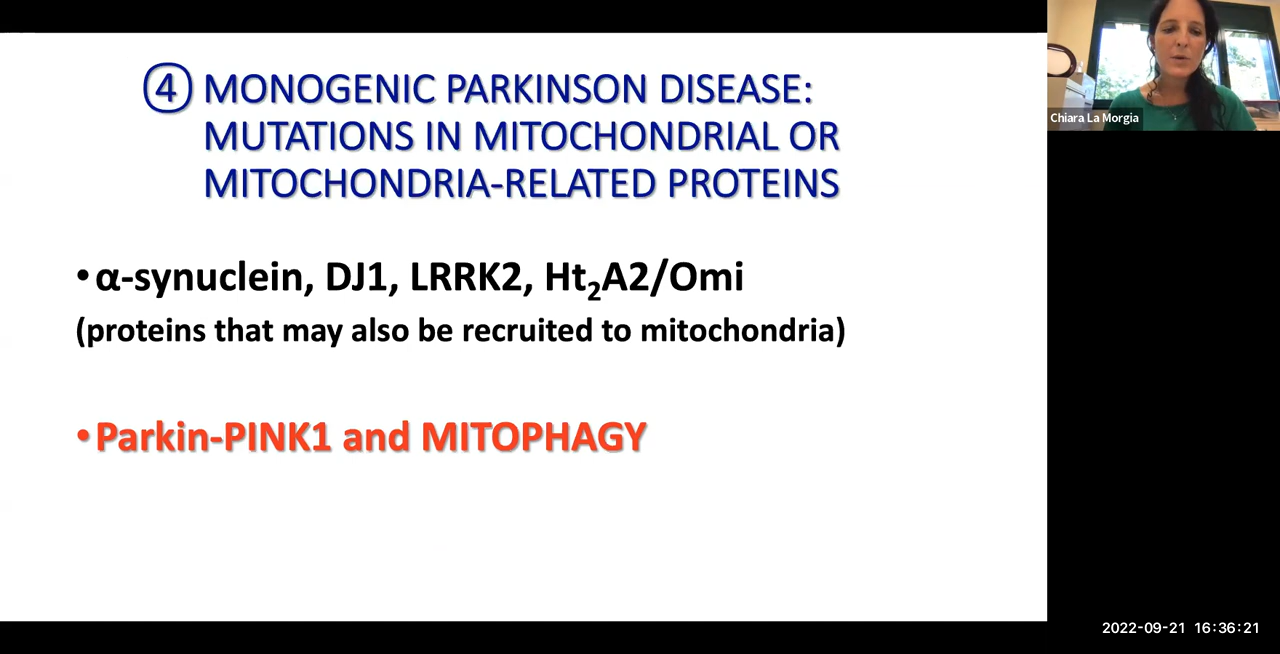 ④ MONOGENIC PARKINSON DISEASE:
MUTATIONS IN MITOCHONDRIAL OR
MITOCHONDRIA-RELATED PROTEINS
•α-synuclein, DJ1, LRRK2, Ht₂A2/Omi
(proteins that may also be recruited to mitochondria)
•Parkin-PINK1 and MITOPHAGY
Chiara La Morgia
2022-09-21 16:36:21